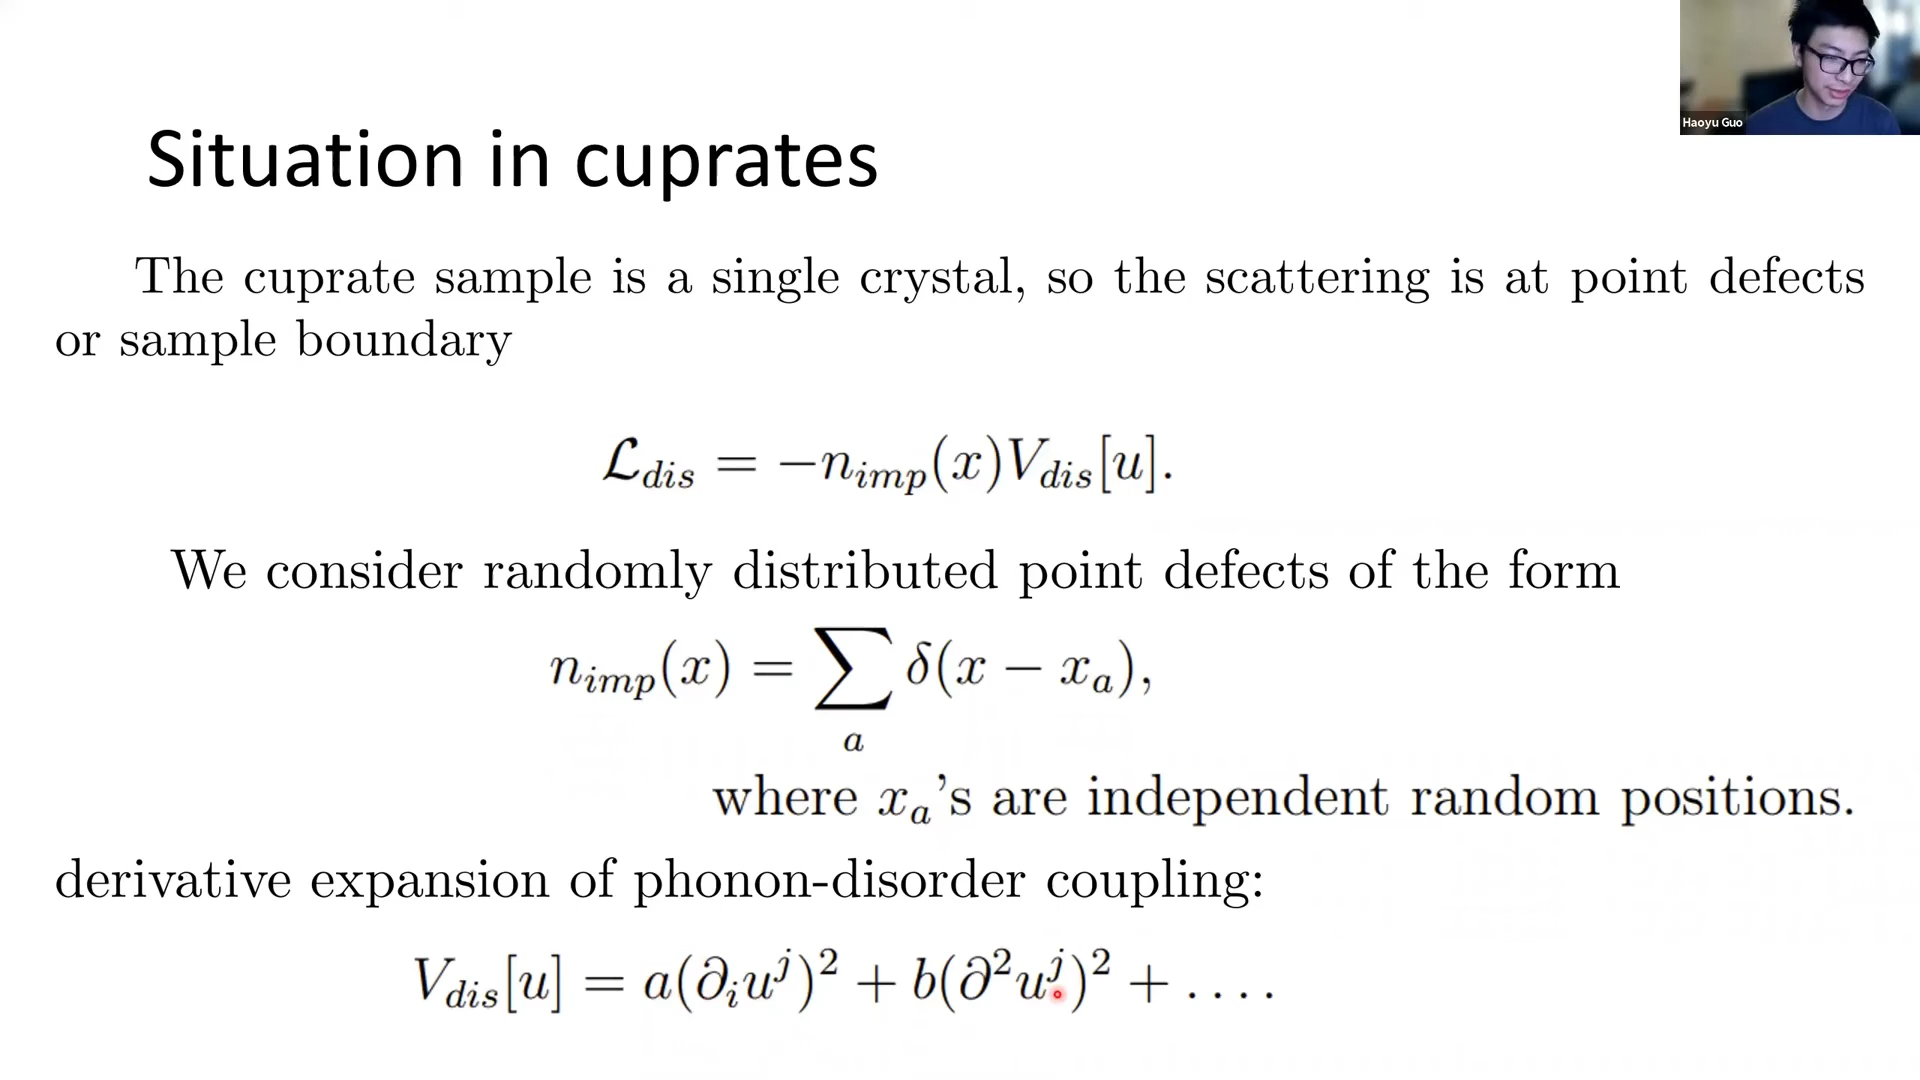 Haoyu Guo
Situation in cuprates
The cuprate sample is a single crystal, so the scattering is at point defects
or sample boundary
ℒ_{dis} = −n_{imp}(x)V_{dis}[u].
We consider randomly distributed point defects of the form
n_{imp}(x) = ∑_a δ(x − x_a),
where x_a's are independent random positions.
derivative expansion of phonon-disorder coupling:
V_{dis}[u] = a(∂_i u^j)^2 + b(∂^2 u^j)^2 + . . . .